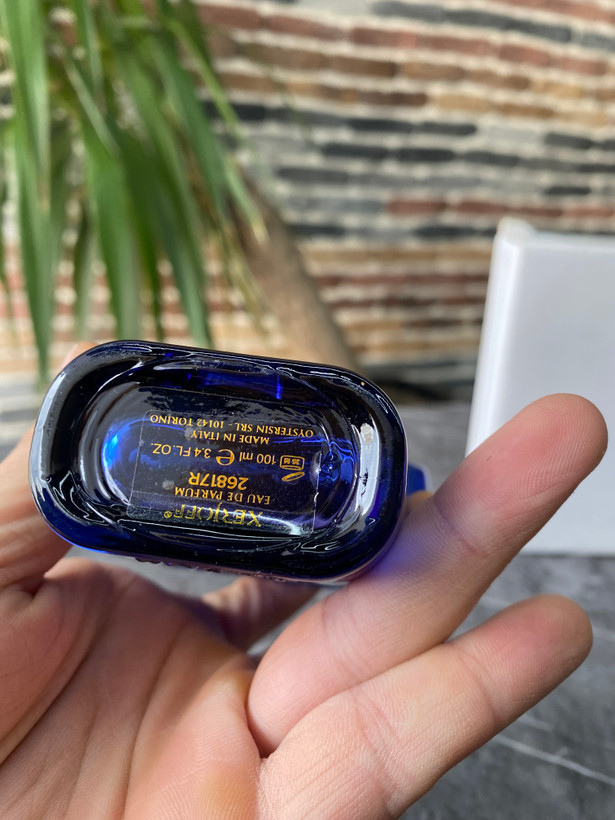 XERJOFF®
EAU DE PARFUM
26817R
100 ml ℮ 3.4 FL.OZ.
MADE IN ITALY
OYSTERSIN SRL - 10142 TORINO